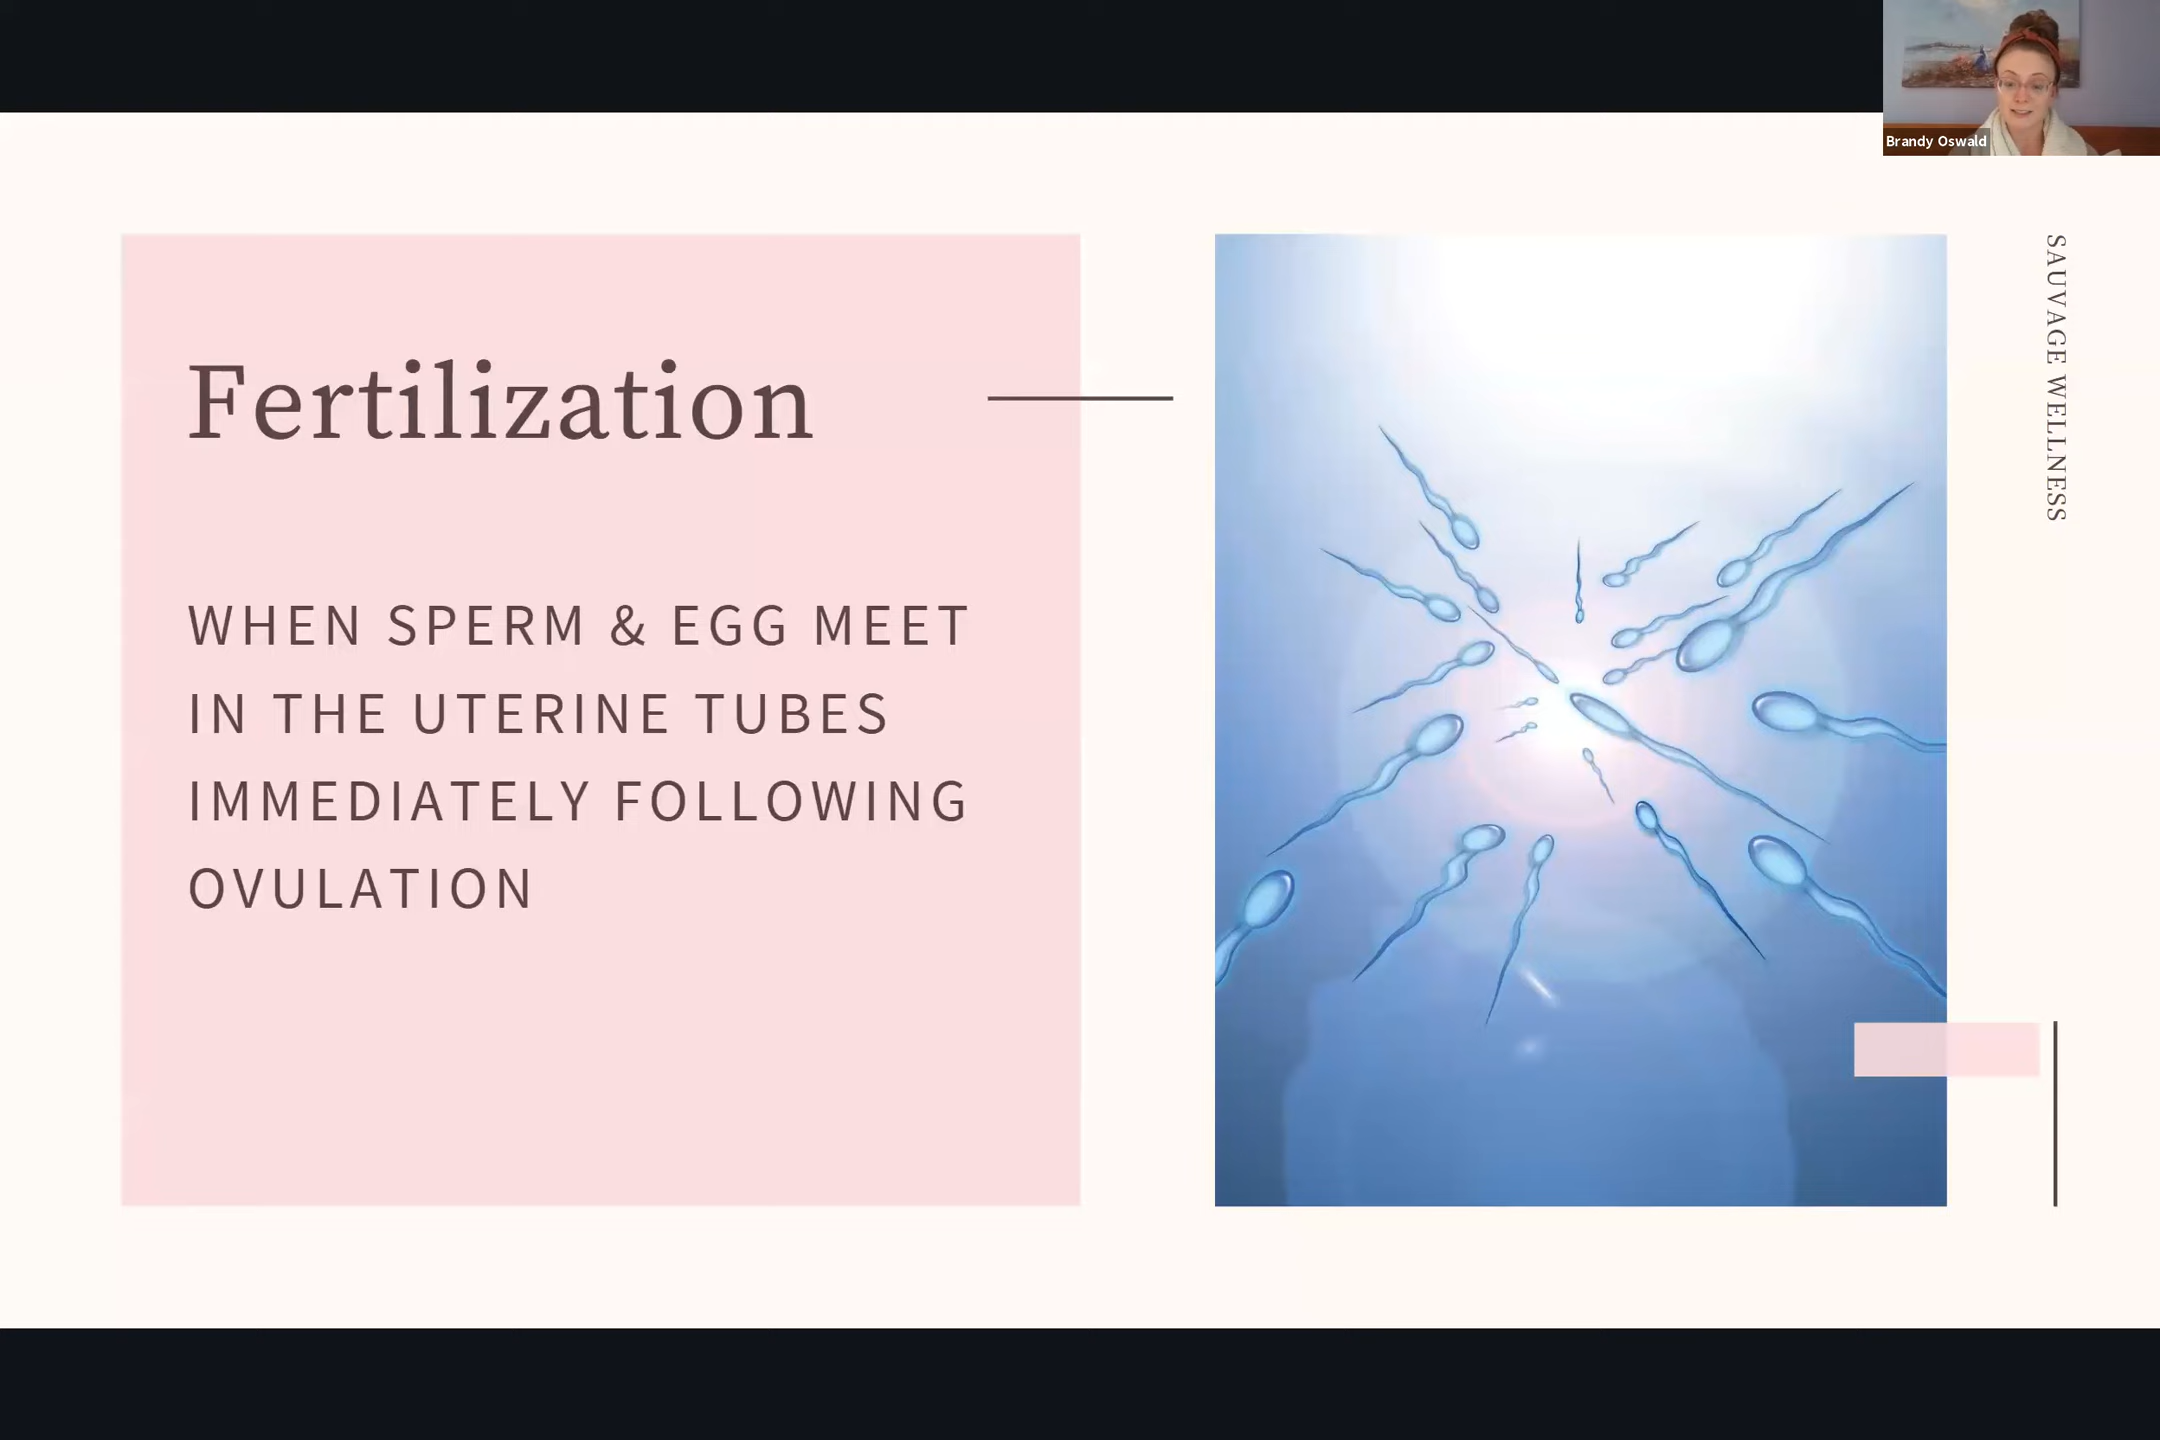 Brandy Oswald
Fertilization
WHEN SPERM & EGG MEET
IN THE UTERINE TUBES
IMMEDIATELY FOLLOWING
OVULATION
SAUVAGE WELLNESS